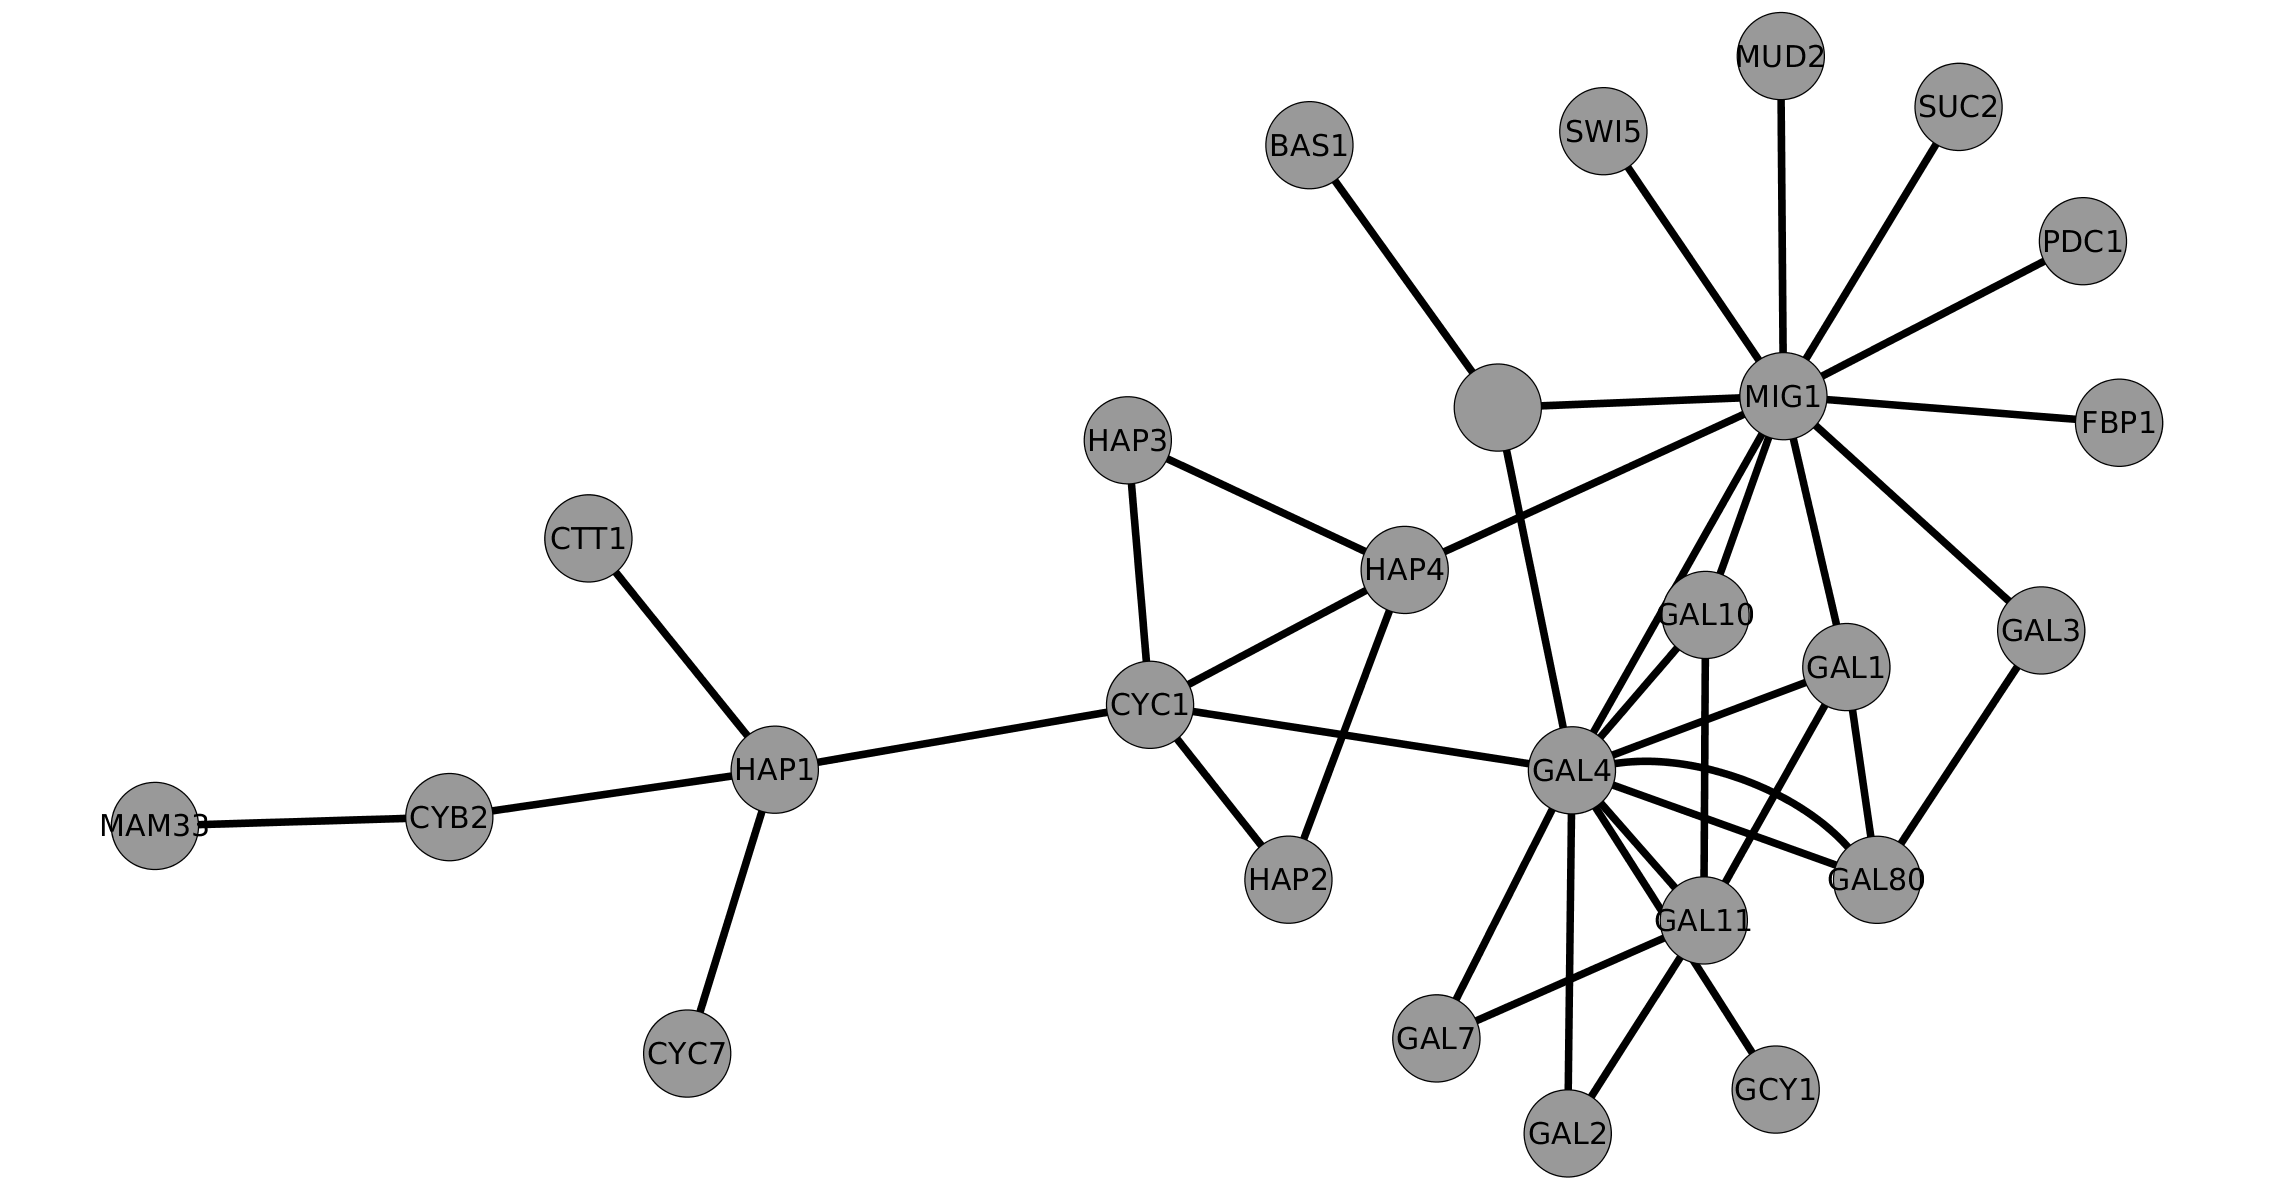 MUD2
SUC2
SWI5
BAS1
PDC1
MIG1
FBP1
HAP3
CTT1
HAP4
GAL10
GAL3
GAL1
CYC1
HAP1
GAL4
MAM33
CYB2
HAP2
GAL80
GAL11
GAL7
CYC7
GCY1
GAL2